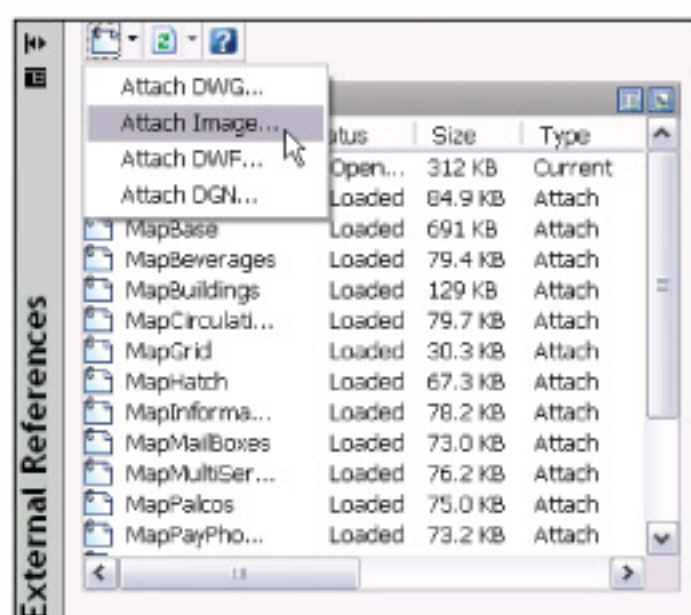 External References
Attach DWG...
Attach Image...
Attach DWF...
Attach DGN...
atus Size Type
Open... 312 KB Current
Loaded 84.9 KB Attach
MapBase Loaded 691 KB Attach
MapBeverages Loaded 79.4 KB Attach
MapBuildings Loaded 129 KB Attach
MapCirculati... Loaded 79.7 KB Attach
MapGrid Loaded 30.3 KB Attach
MapHatch Loaded 67.3 KB Attach
MapInforma... Loaded 78.2 KB Attach
MapMailBoxes Loaded 73.0 KB Attach
MapMultiSer... Loaded 76.2 KB Attach
MapPalcos Loaded 75.0 KB Attach
MapPayPho... Loaded 73.2 KB Attach